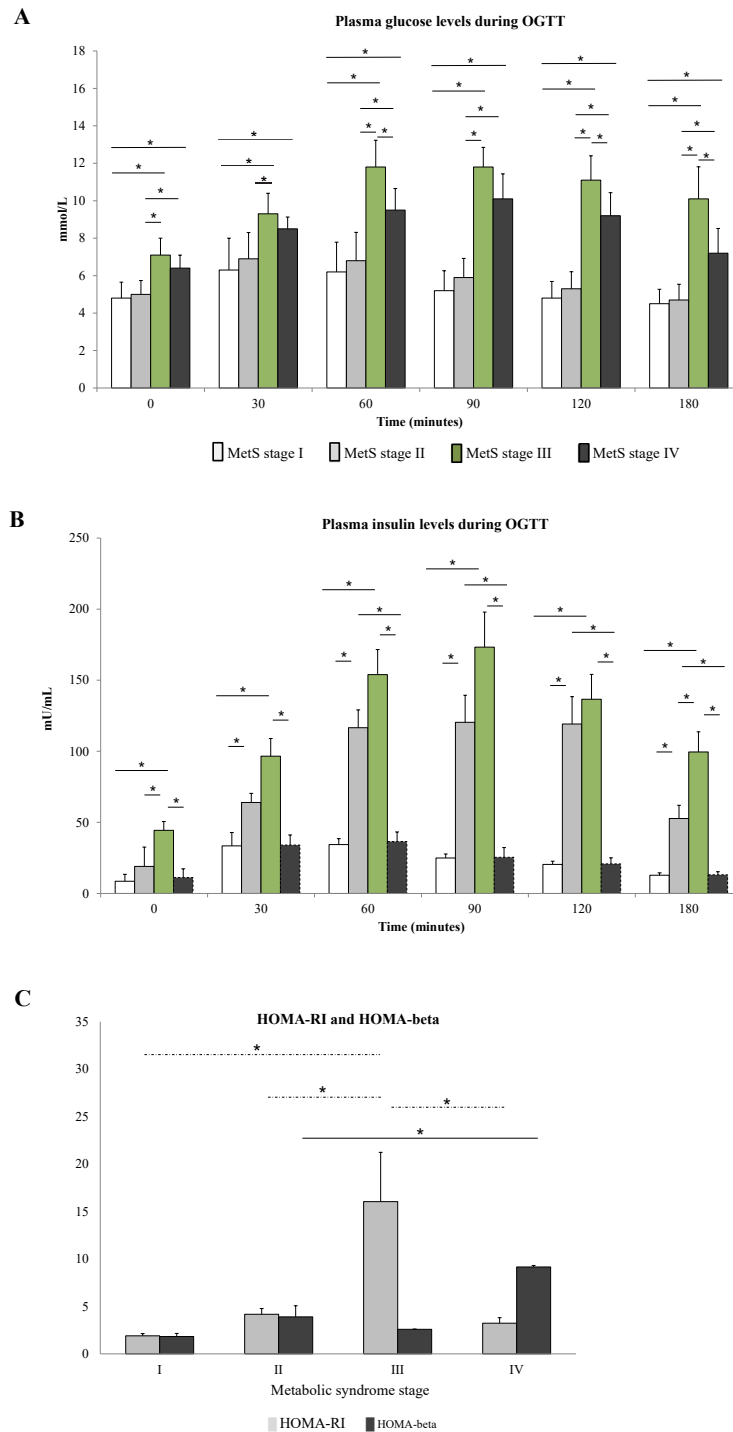 A
Plasma glucose levels during OGTT
18
16
14
12
10
8
6
4
2
0
mmol/L
* * * * * * * * * * * * * * * * * * * * * * * * * *
0 30 60 90 120 180
Time (minutes)
MetS stage I MetS stage II MetS stage III MetS stage IV
B
Plasma insulin levels during OGTT
250
200
150
100
50
0
mU/mL
* * * * * * * * * * * * * * * * * * * * * *
0 30 60 90 120 180
Time (minutes)
C
HOMA-RI and HOMA-beta
35
30
25
20
15
10
5
0
*
* *
*
I II III IV
Metabolic syndrome stage
HOMA-RI HOMA-beta